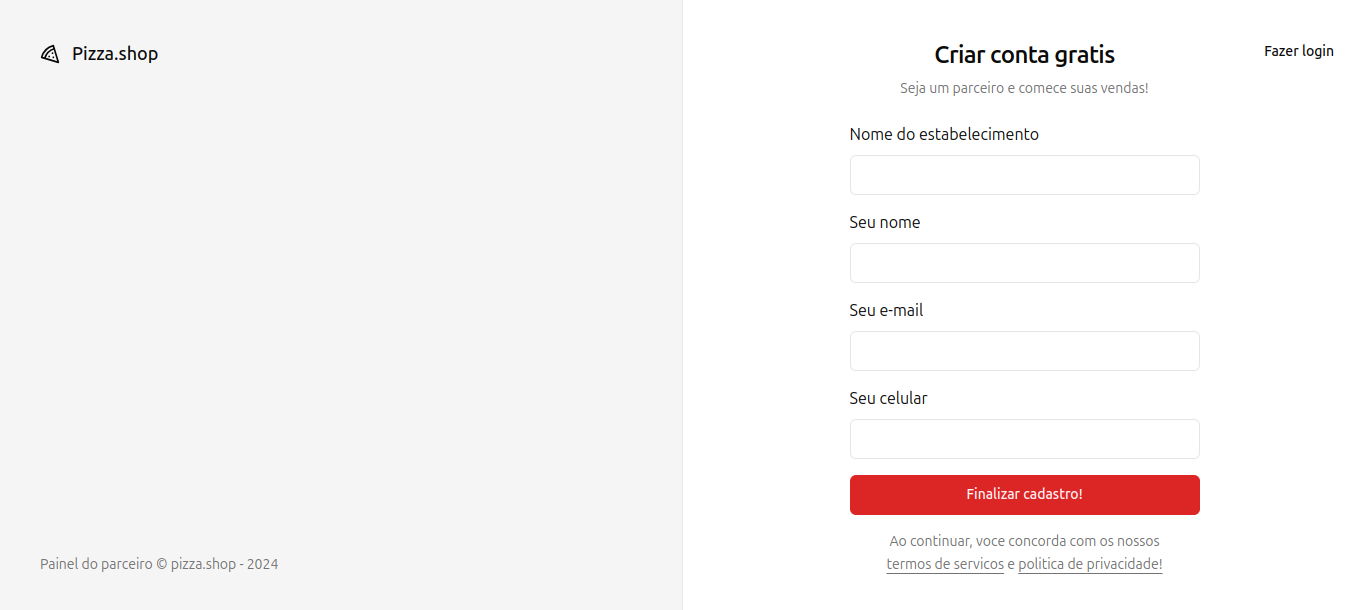 Pizza.shop
Painel do parceiro © pizza.shop - 2024
Fazer login
Criar conta gratis
Seja um parceiro e comece suas vendas!
Nome do estabelecimento
Seu nome
Seu e-mail
Seu celular
Finalizar cadastro!
Ao continuar, voce concorda com os nossos
termos de servicos e politica de privacidade!